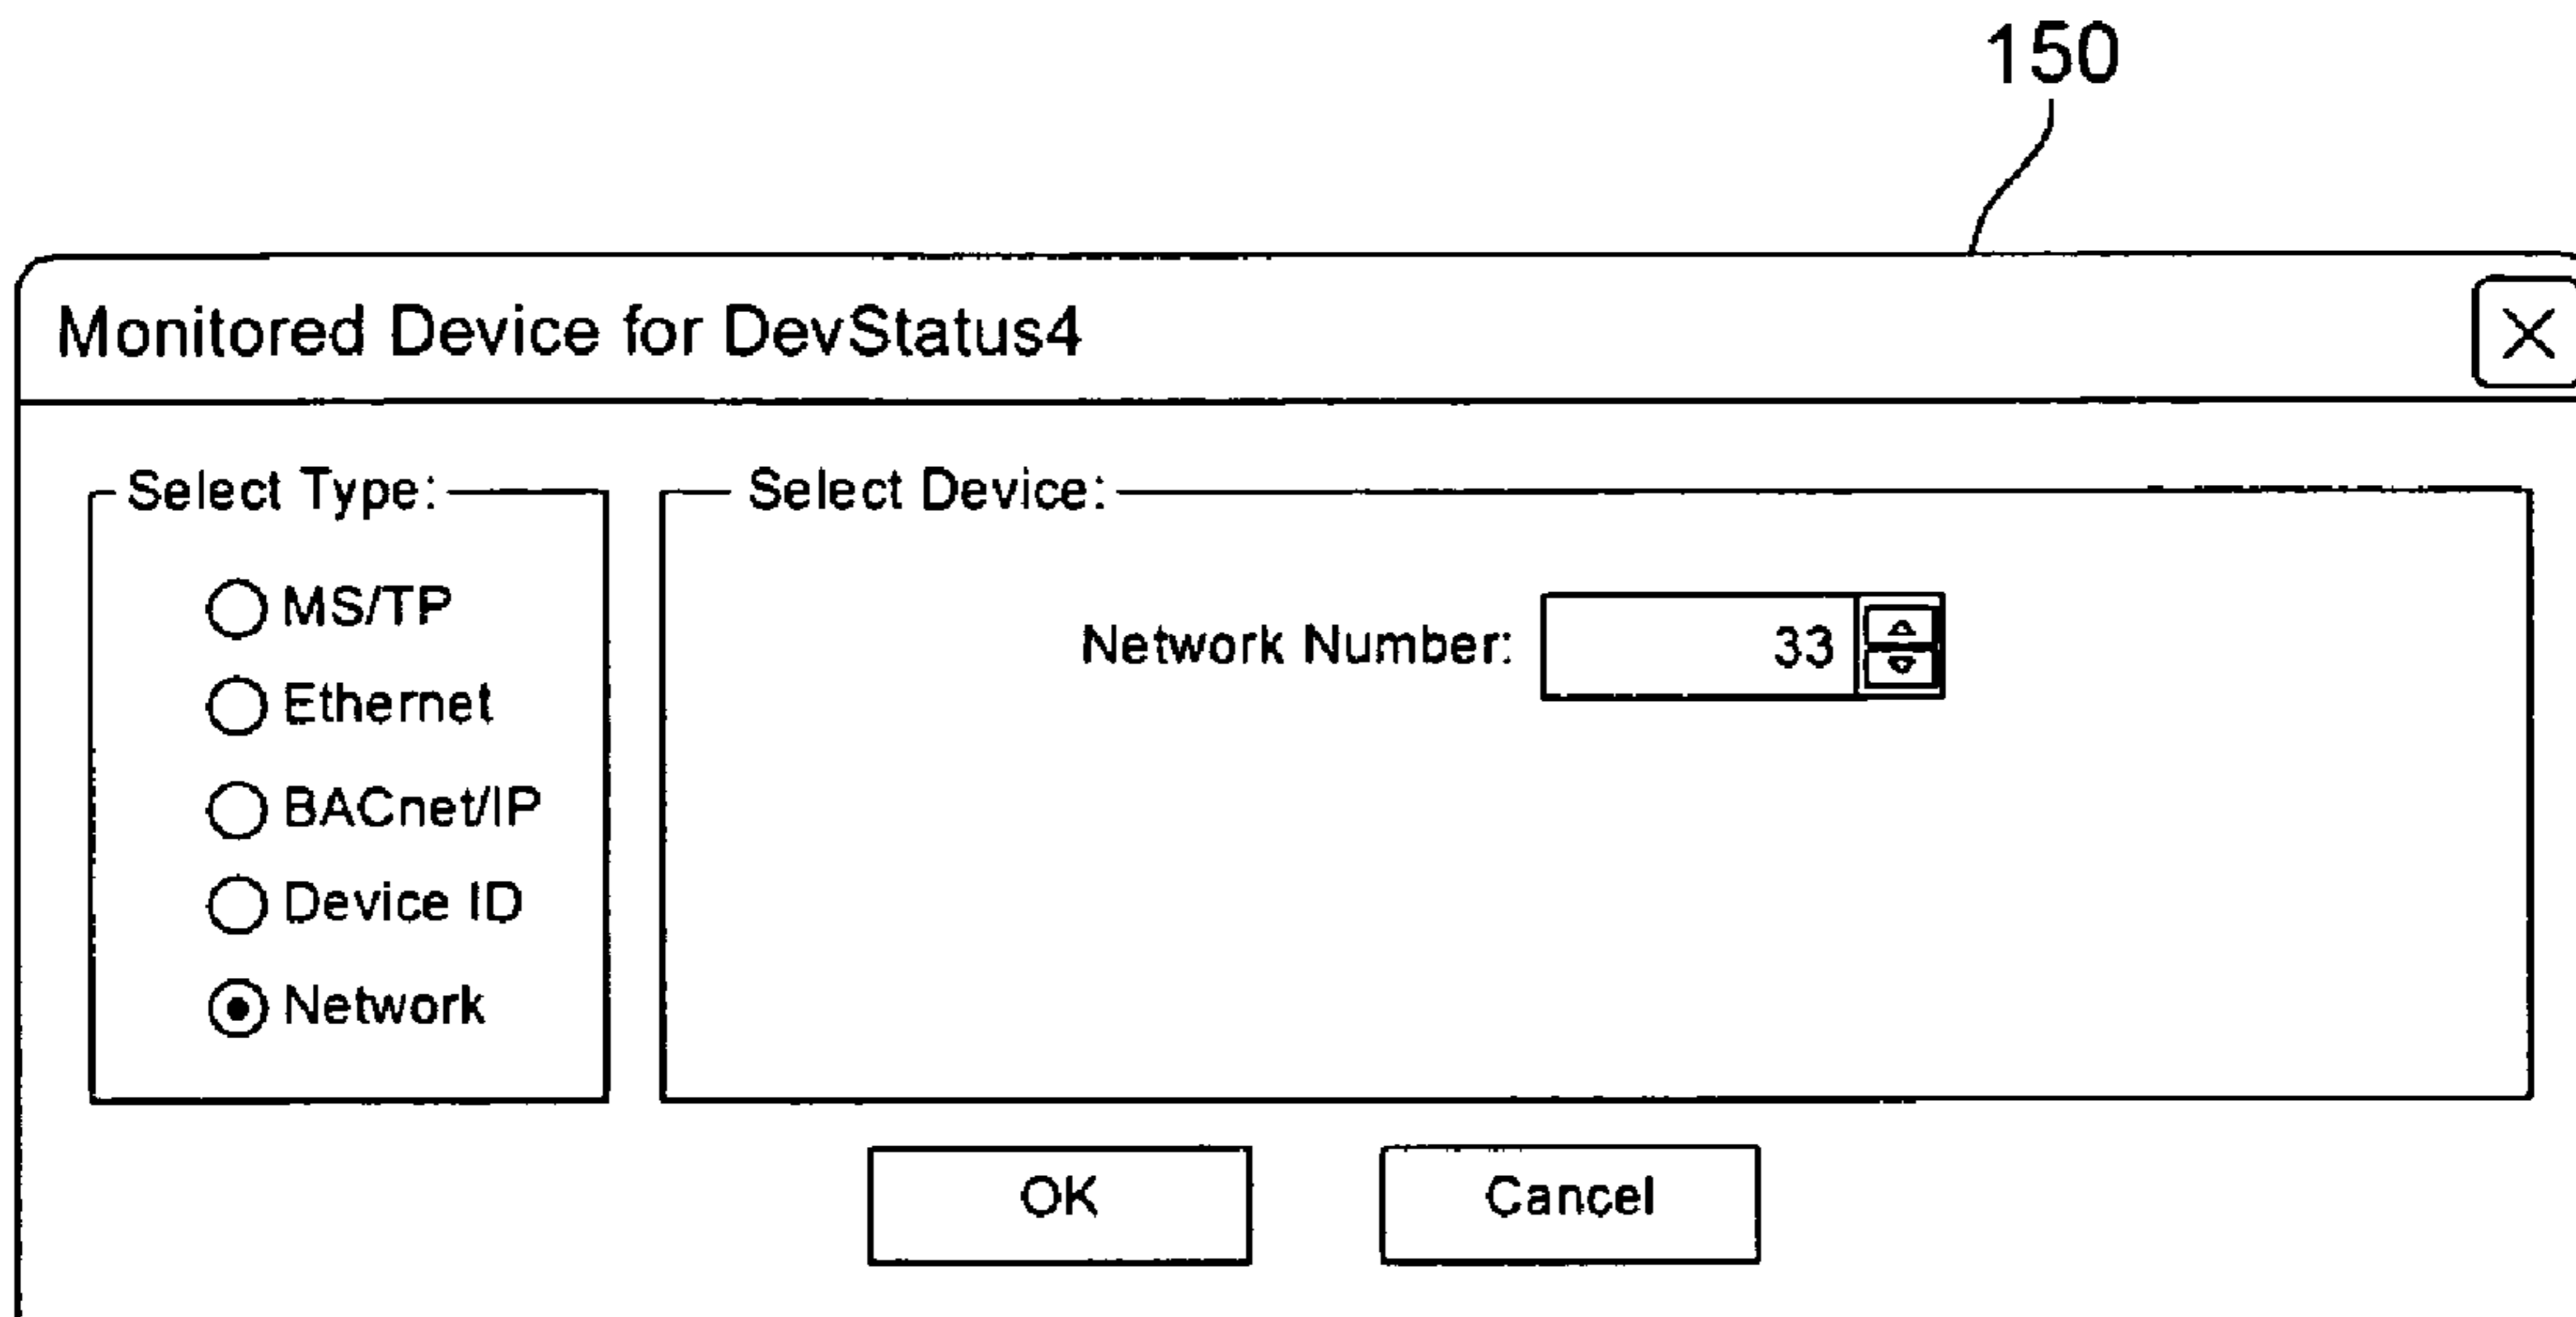 150
Monitored Device for DevStatus4
Select Type:
MS/TP
Ethernet
BACnet/IP
Device ID
Network
Select Device:
Network Number: 33
OK Cancel